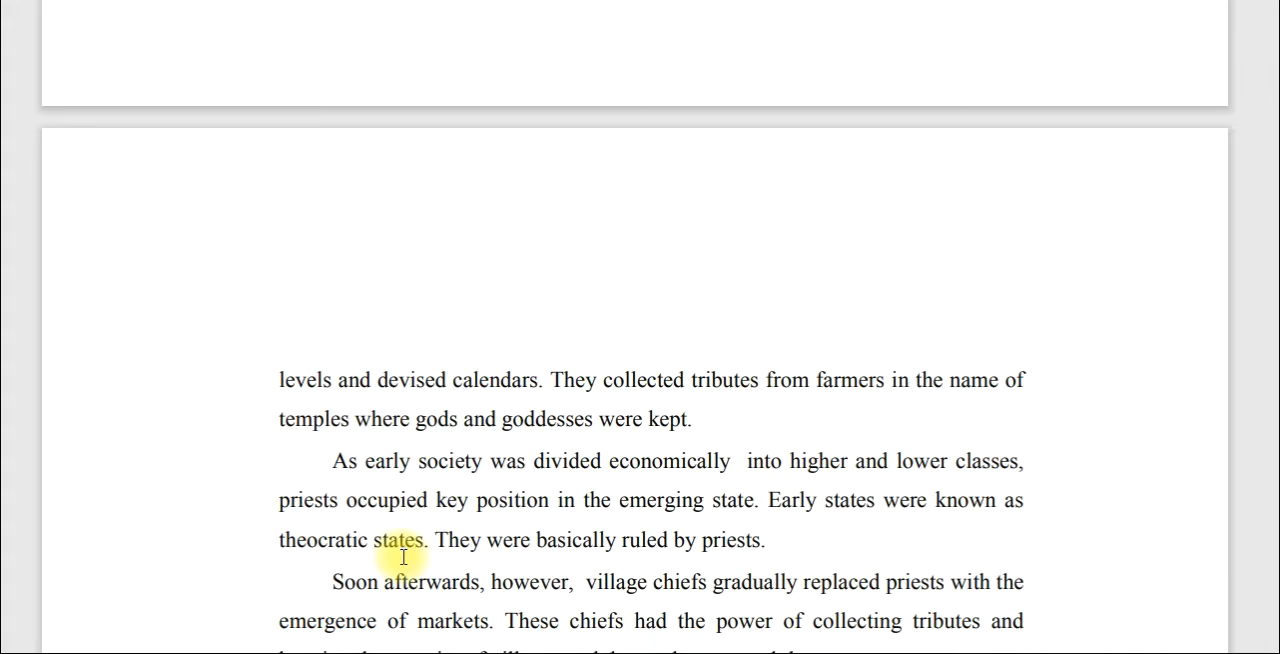 levels and devised calendars. They collected tributes from farmers in the name of
temples where gods and goddesses were kept.
As early society was divided economically  into higher and lower classes,
priests occupied key position in the emerging state. Early states were known as
theocratic states. They were basically ruled by priests.
Soon afterwards, however,  village chiefs gradually replaced priests with the
emergence of markets. These chiefs had the power of collecting tributes and